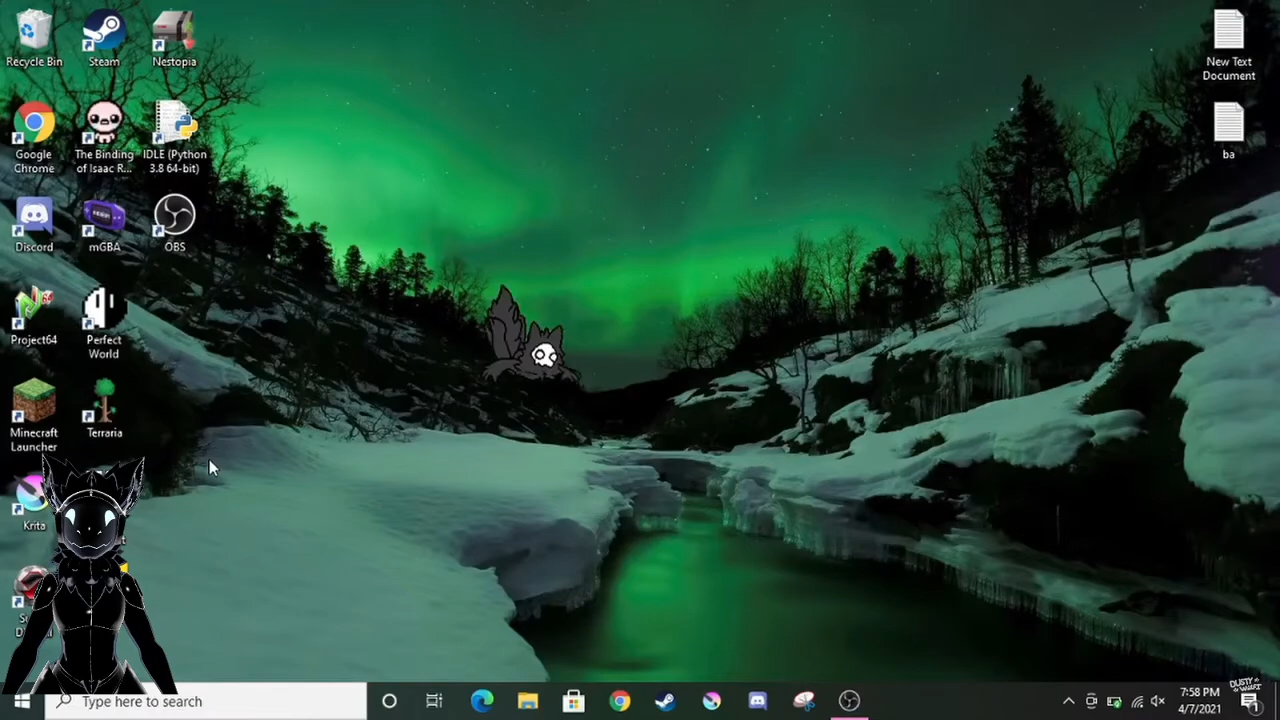 Recycle Bin
Steam
Nestopia
Google
Chrome
The Binding
of Isaac R...
IDLE (Python
3.8 64-bit)
Discord
mGBA
OBS
Project64
Perfect
World
Minecraft
Launcher
Terraria
Krita
New Text
Document
ba
Type here to search
7:58 PM
4/7/2021